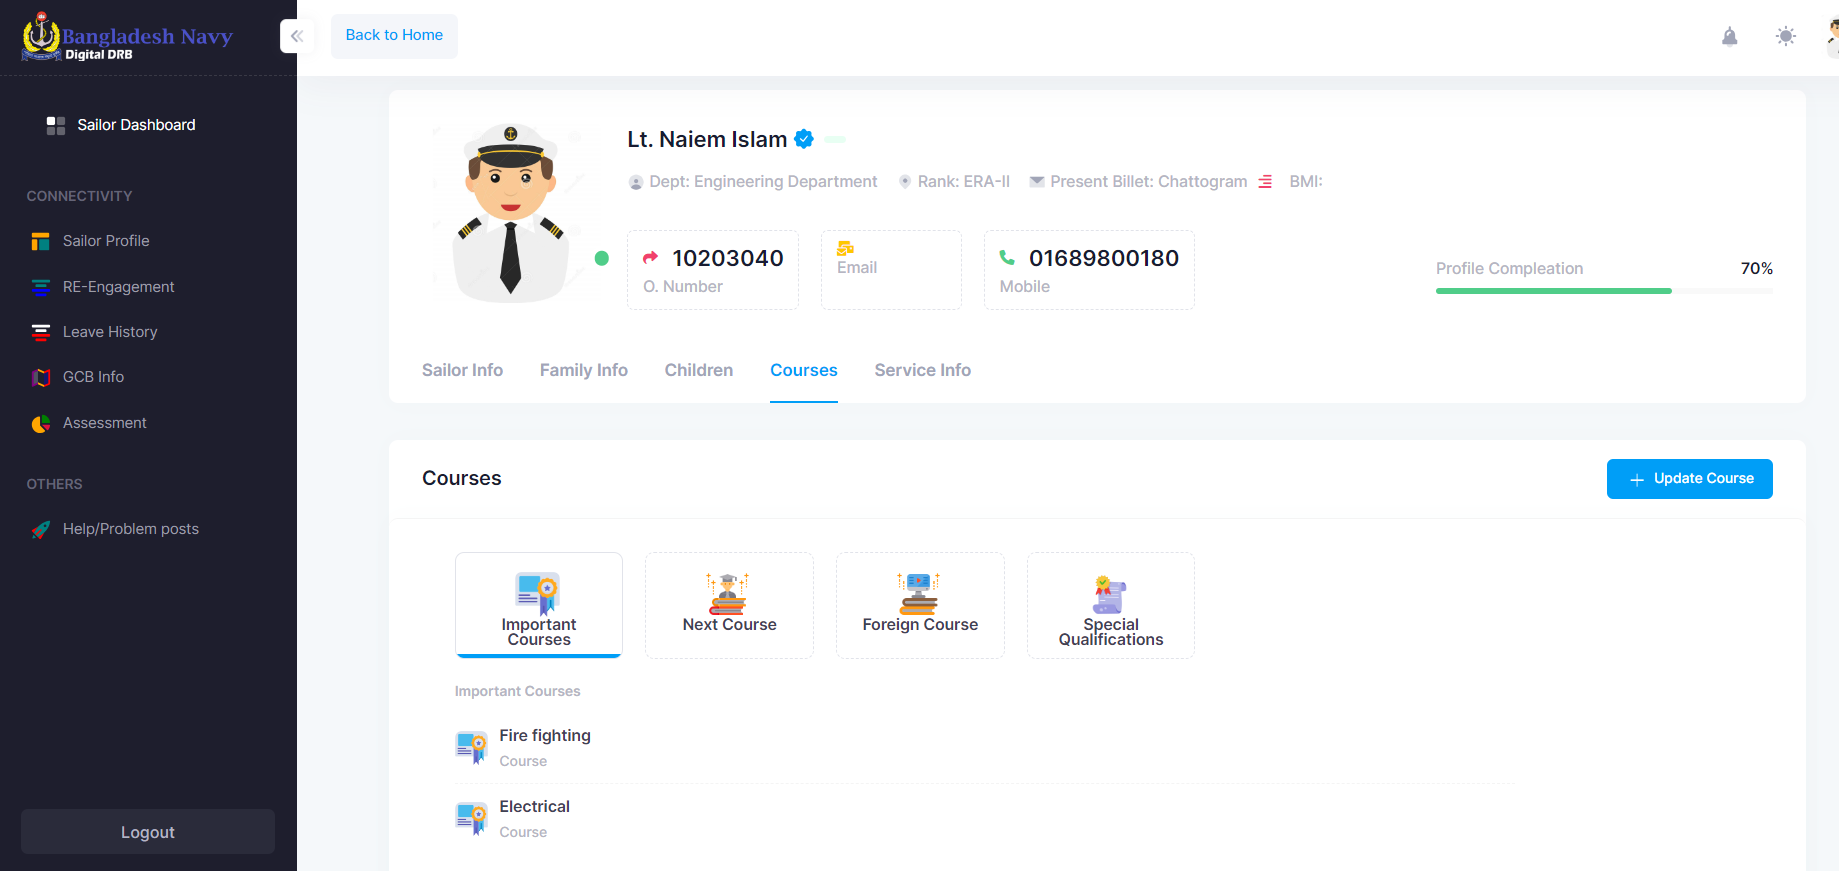 Bangladesh Navy
Digital DRB
Back to Home
Sailor Dashboard
CONNECTIVITY
Sailor Profile
RE-Engagement
Leave History
GCB Info
Assessment
OTHERS
Help/Problem posts
Logout
Lt. Naiem Islam
Dept: Engineering Department Rank: ERA-II Present Billet: Chattogram BMI:
10203040
O. Number
Email
01689800180
Mobile
Profile Compleation 70%
Sailor Info Family Info Children Courses Service Info
Courses
Update Course
Important
Courses
Next Course
Foreign Course
Special
Qualifications
Important Courses
Fire fighting
Course
Electrical
Course